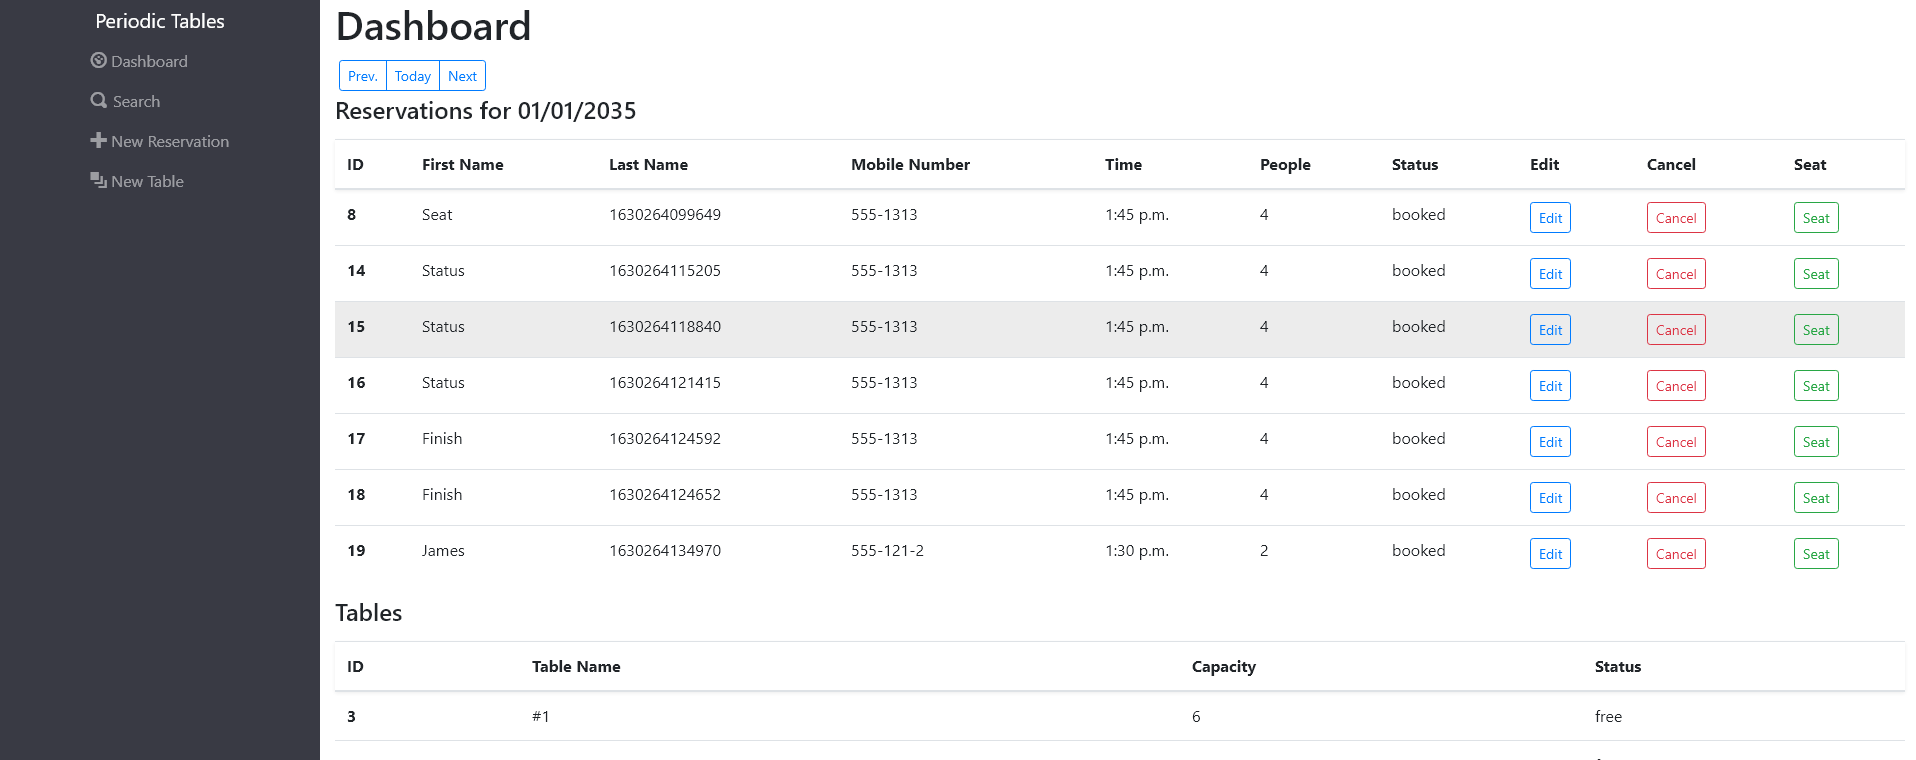 Periodic Tables
Dashboard
Search
New Reservation
New Table
Dashboard
Prev. Today Next
Reservations for 01/01/2035
ID First Name Last Name Mobile Number Time People Status Edit Cancel Seat
8 Seat 1630264099649 555-1313 1:45 p.m. 4 booked Edit Cancel Seat
14 Status 1630264115205 555-1313 1:45 p.m. 4 booked Edit Cancel Seat
15 Status 1630264118840 555-1313 1:45 p.m. 4 booked Edit Cancel Seat
16 Status 1630264121415 555-1313 1:45 p.m. 4 booked Edit Cancel Seat
17 Finish 1630264124592 555-1313 1:45 p.m. 4 booked Edit Cancel Seat
18 Finish 1630264124652 555-1313 1:45 p.m. 4 booked Edit Cancel Seat
19 James 1630264134970 555-121-2 1:30 p.m. 2 booked Edit Cancel Seat
Tables
ID Table Name Capacity Status
3 #1 6 free